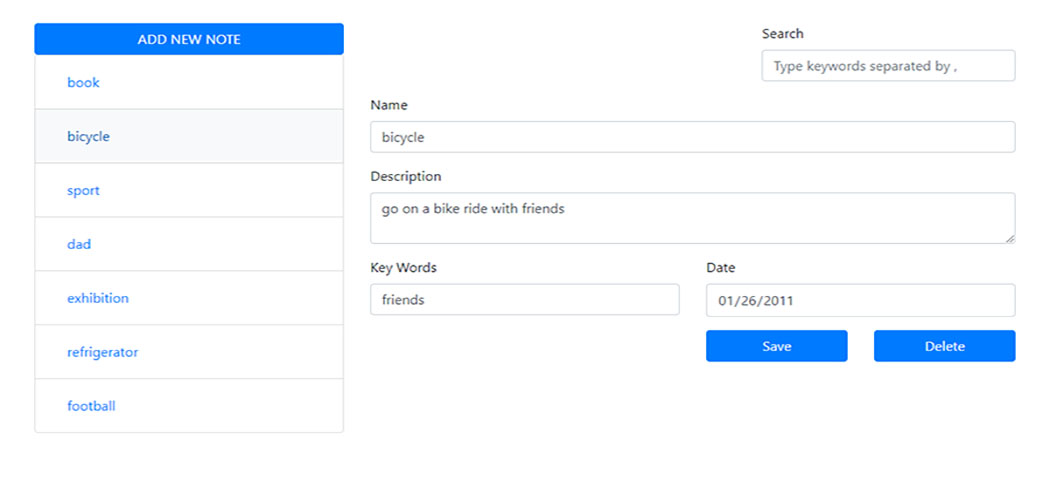 ADD NEW NOTE
book
bicycle
sport
dad
exhibition
refrigerator
football
Search
Type keywords separated by ,
Name
bicycle
Description
go on a bike ride with friends
Key Words
friends
Date
01/26/2011
Save
Delete